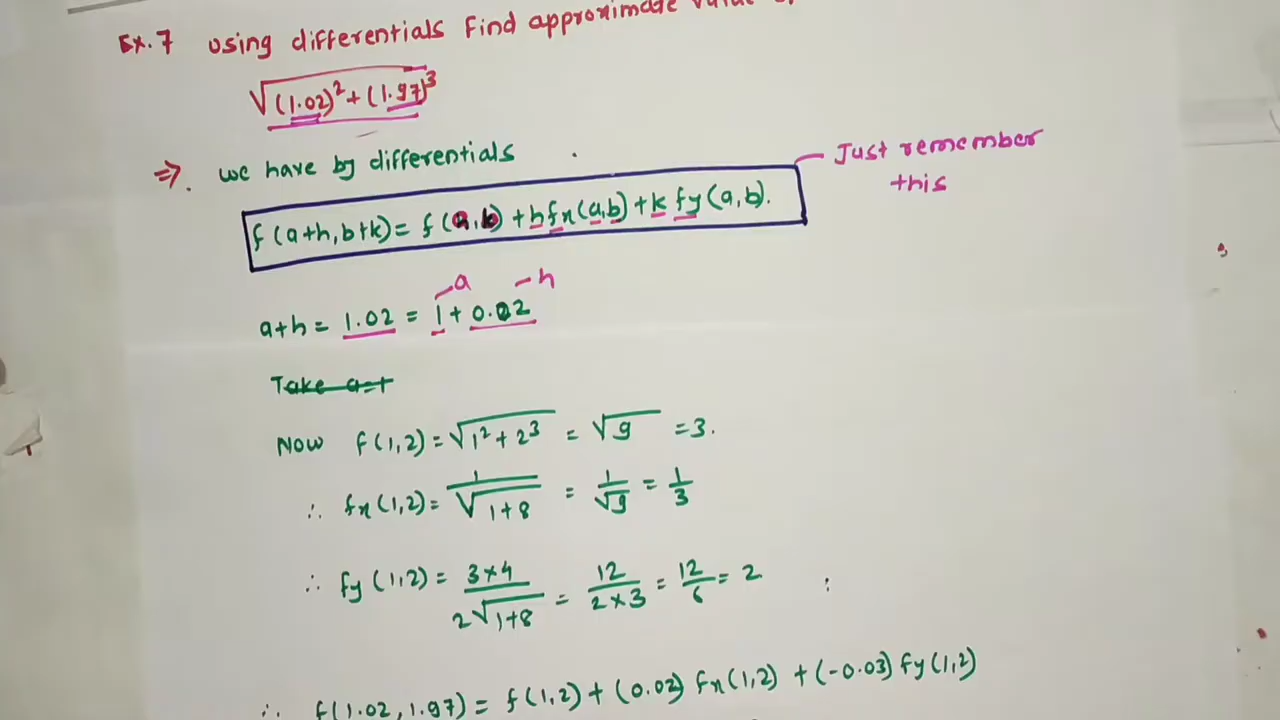 Ex.7 using differentials find approximate value
√((1.02)²+(1.97)³)
⇒. we have by differentials
f(a+h, b+k) = f(a,b) + hfx(a,b) + k fy(a,b).
Just remember
this
a
h
a+h = 1.02 = 1 + 0.02
Take a=1
Now f(1,2) = √(1²+2³) = √9 = 3.
∴ fx(1,2) = 1/√(1+8) = 1/√9 = 1/3
∴ fy(1,2) = 3×4/2√(1+8) = 12/2×3 = 12/6 = 2
∴ f(1.02, 1.97) = f(1,2) + (0.02) fx(1,2) + (-0.03) fy(1,2)